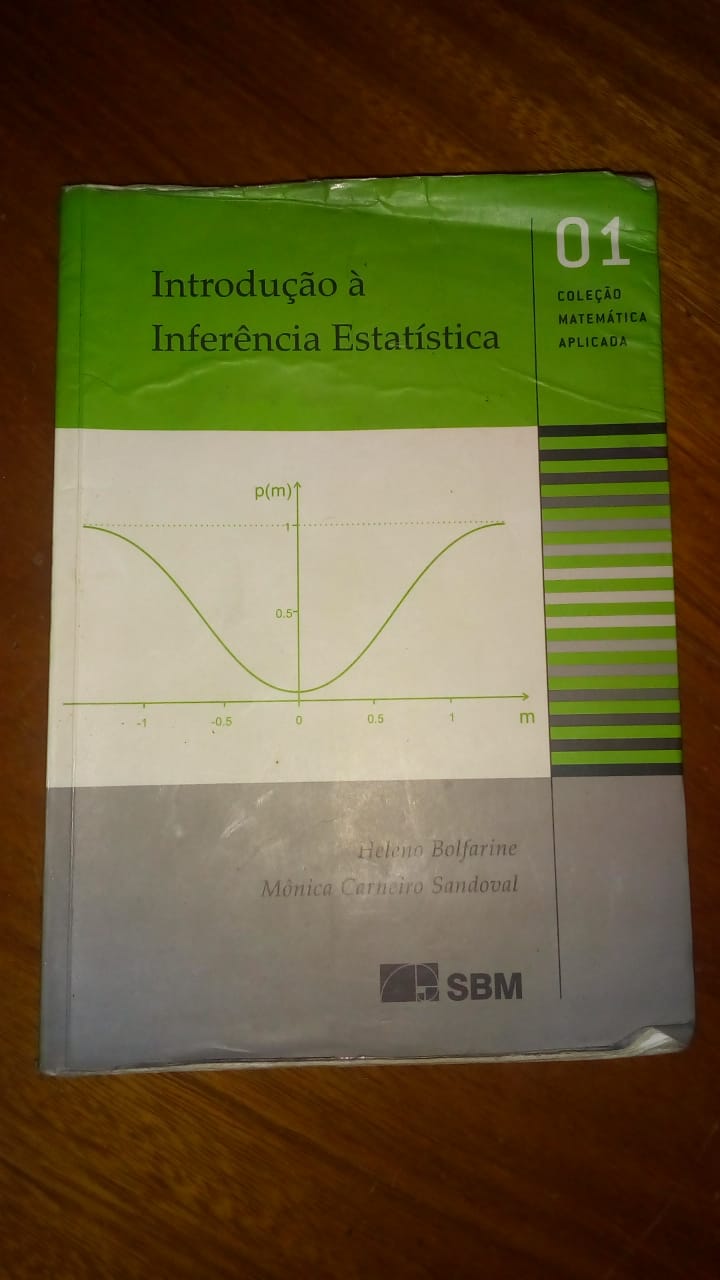 01
COLEÇÃO
MATEMÁTICA
APLICADA
Introdução à
Inferência Estatística
p(m)
1
0.5
-1 -0.5 0 0.5 1 m
Heleno Bolfarine
Mônica Carneiro Sandoval
SBM